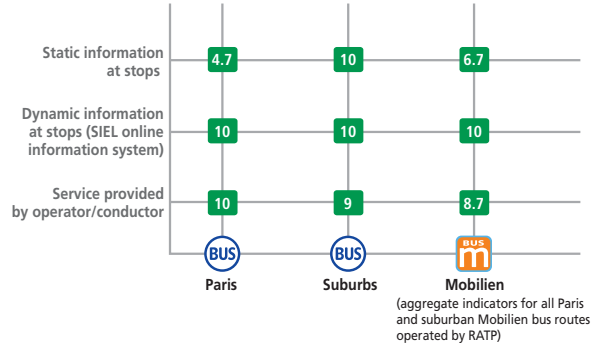 Static information
at stops
4.7
10
6.7
Dynamic information
at stops (SIEL online
information system)
10
10
10
Service provided
by operator/conductor
10
9
8.7
BUS
BUS
BUS
m
Paris
Suburbs
Mobilien
(aggregate indicators for all Paris
and suburban Mobilien bus routes
operated by RATP)